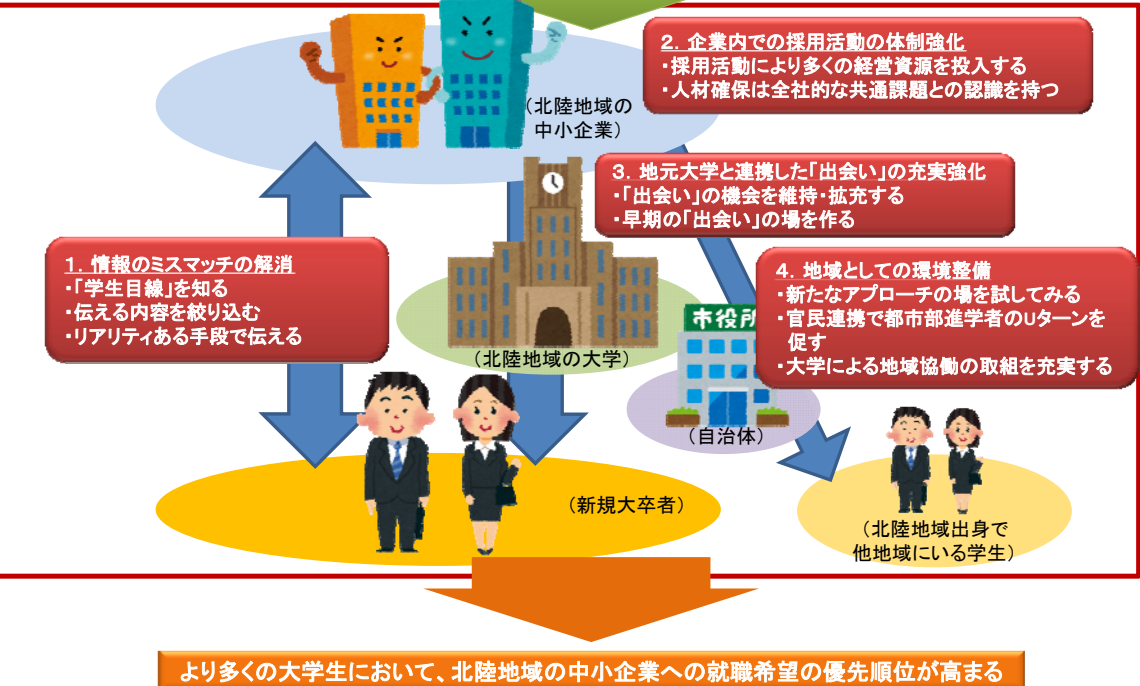 2．企業内での採用活動の体制強化
・採用活動により多くの経営資源を投入する
・人材確保は全社的な共通課題との認識を持つ
（北陸地域の
中小企業）
3．地元大学と連携した「出会い」の充実強化
・「出会い」の機会を維持・拡充する
・早期の「出会い」の場を作る
1．情報のミスマッチの解消
・「学生目線」を知る
・伝える内容を絞り込む
・リアリティある手段で伝える
4．地域としての環境整備
・新たなアプローチの場を試してみる
・官民連携で都市部進学者のUターンを
促す
・大学による地域協働の取組を充実する
（北陸地域の大学）
市役所
（自治体）
（新規大卒者）
（北陸地域出身で
他地域にいる学生）
より多くの大学生において、北陸地域の中小企業への就職希望の優先順位が高まる